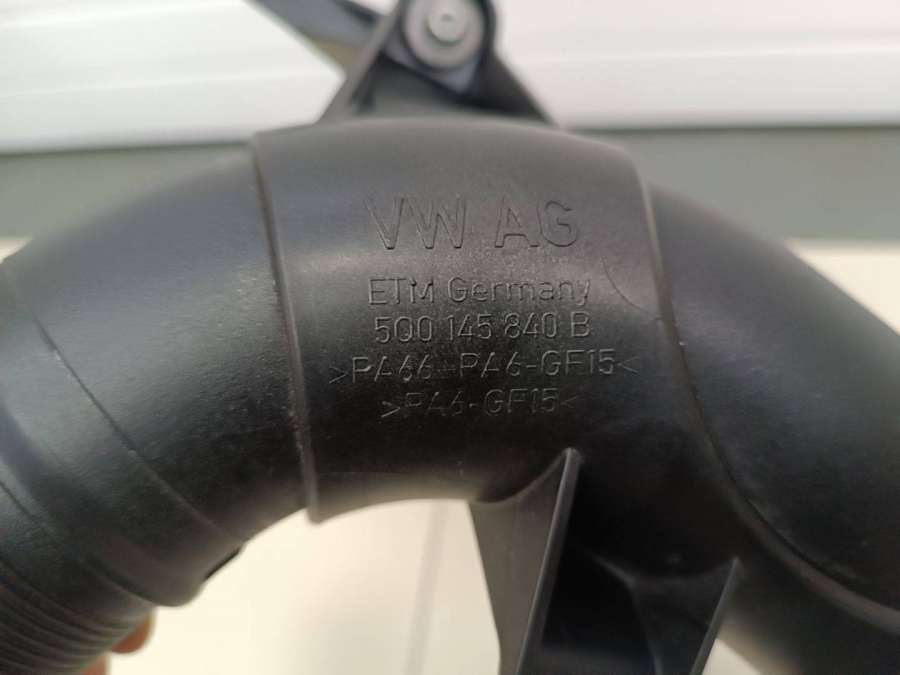 VW AG
ETM Germany
5Q0 145 840 B
>PA66-PA6-GF15<
>PA6-GF15<